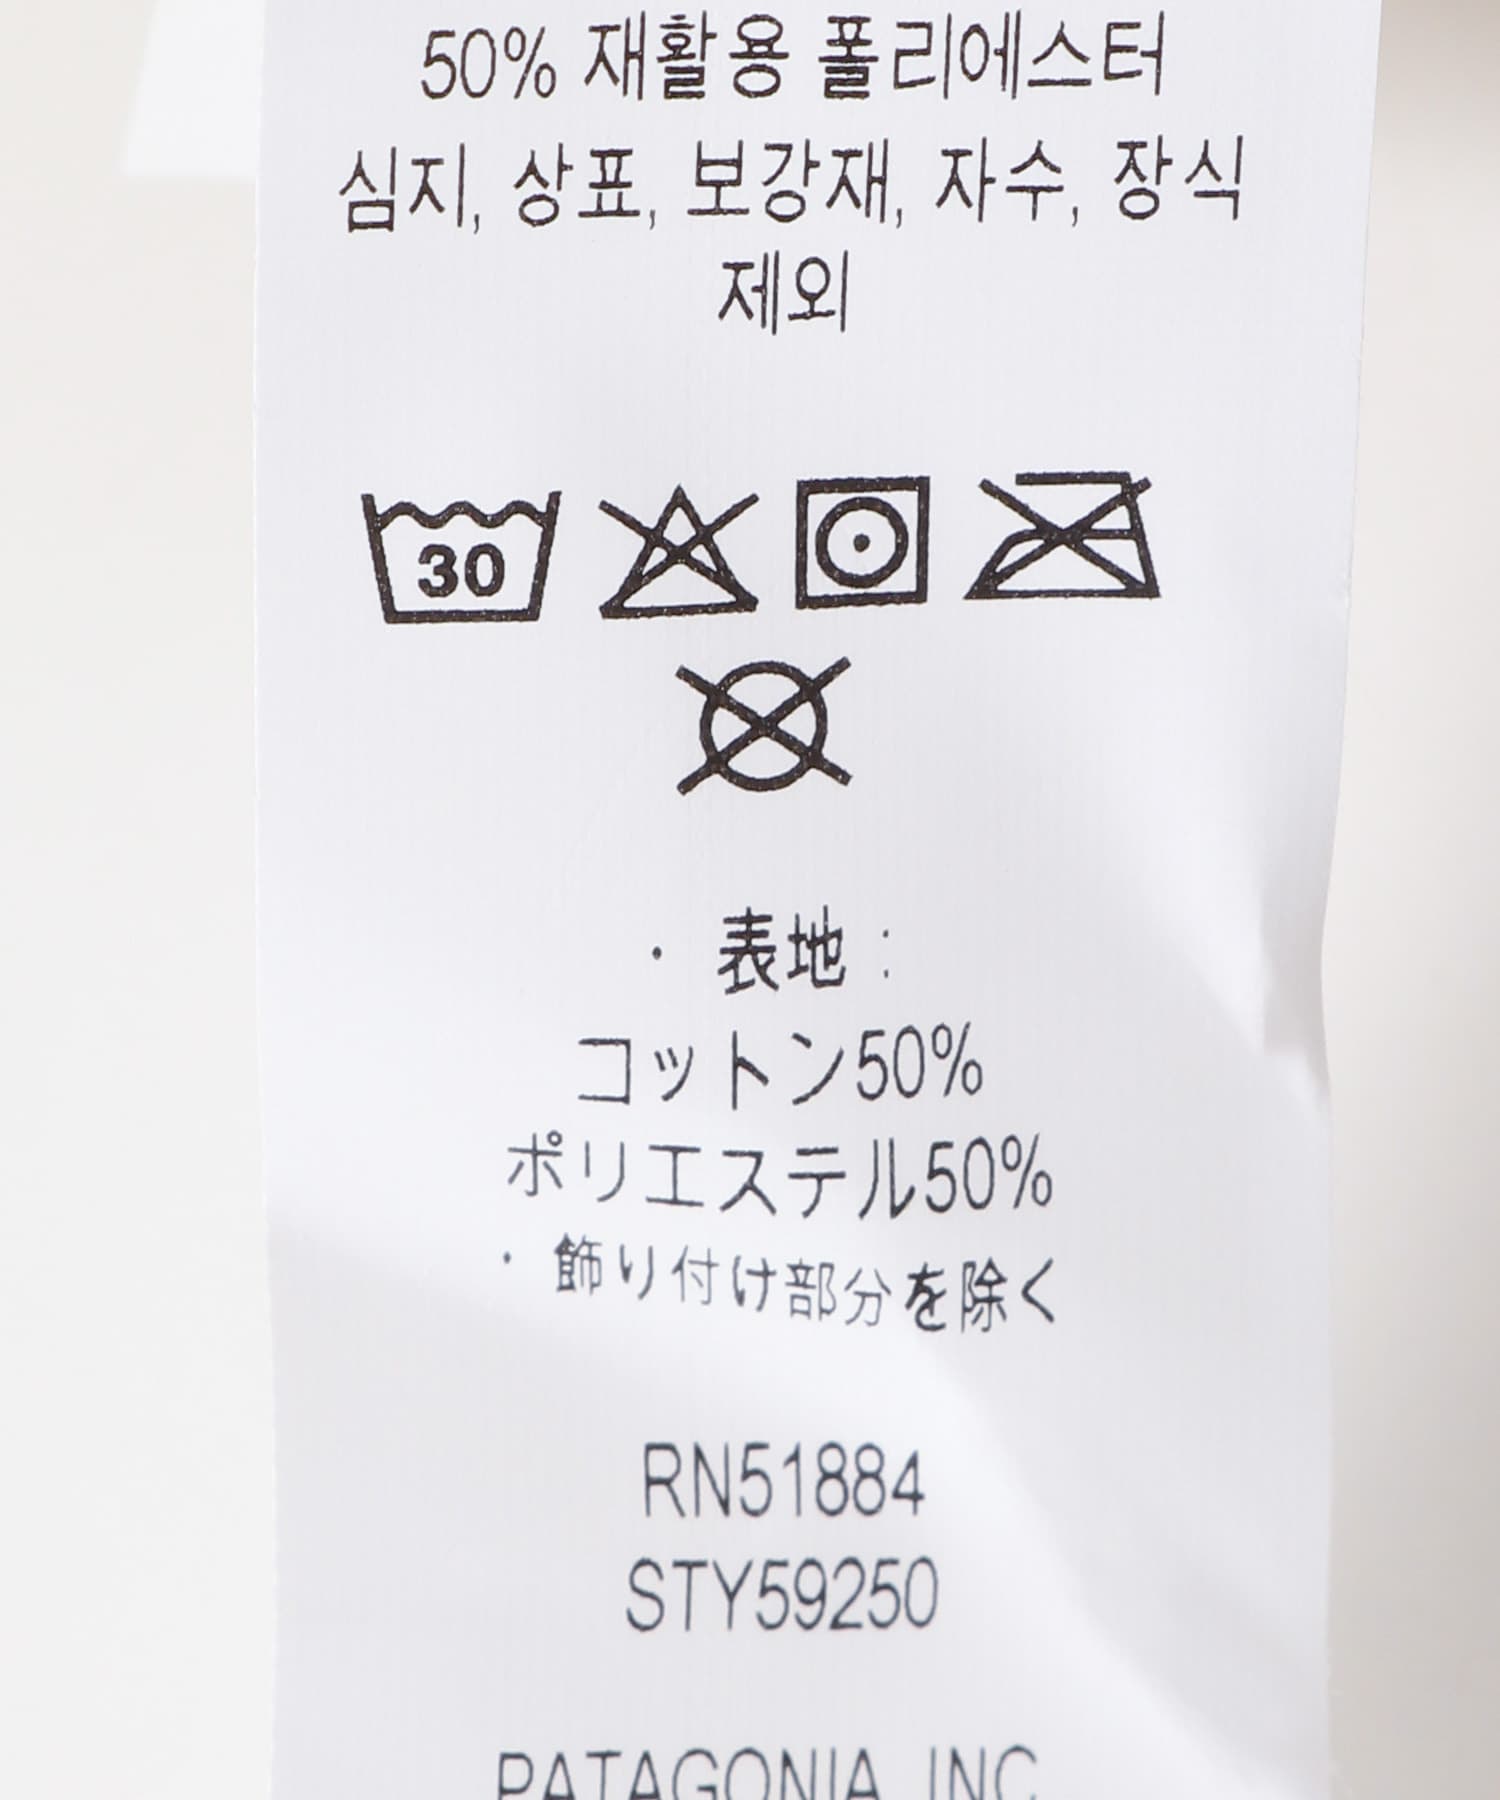 50% 재활용 폴리에스터
심지, 상표, 보강재, 자수, 장식
제외
30
・ 表地 :
コットン50%
ポリエステル50%
・ 飾り付け部分を除く
RN51884
STY59250
PATAGONIA, INC